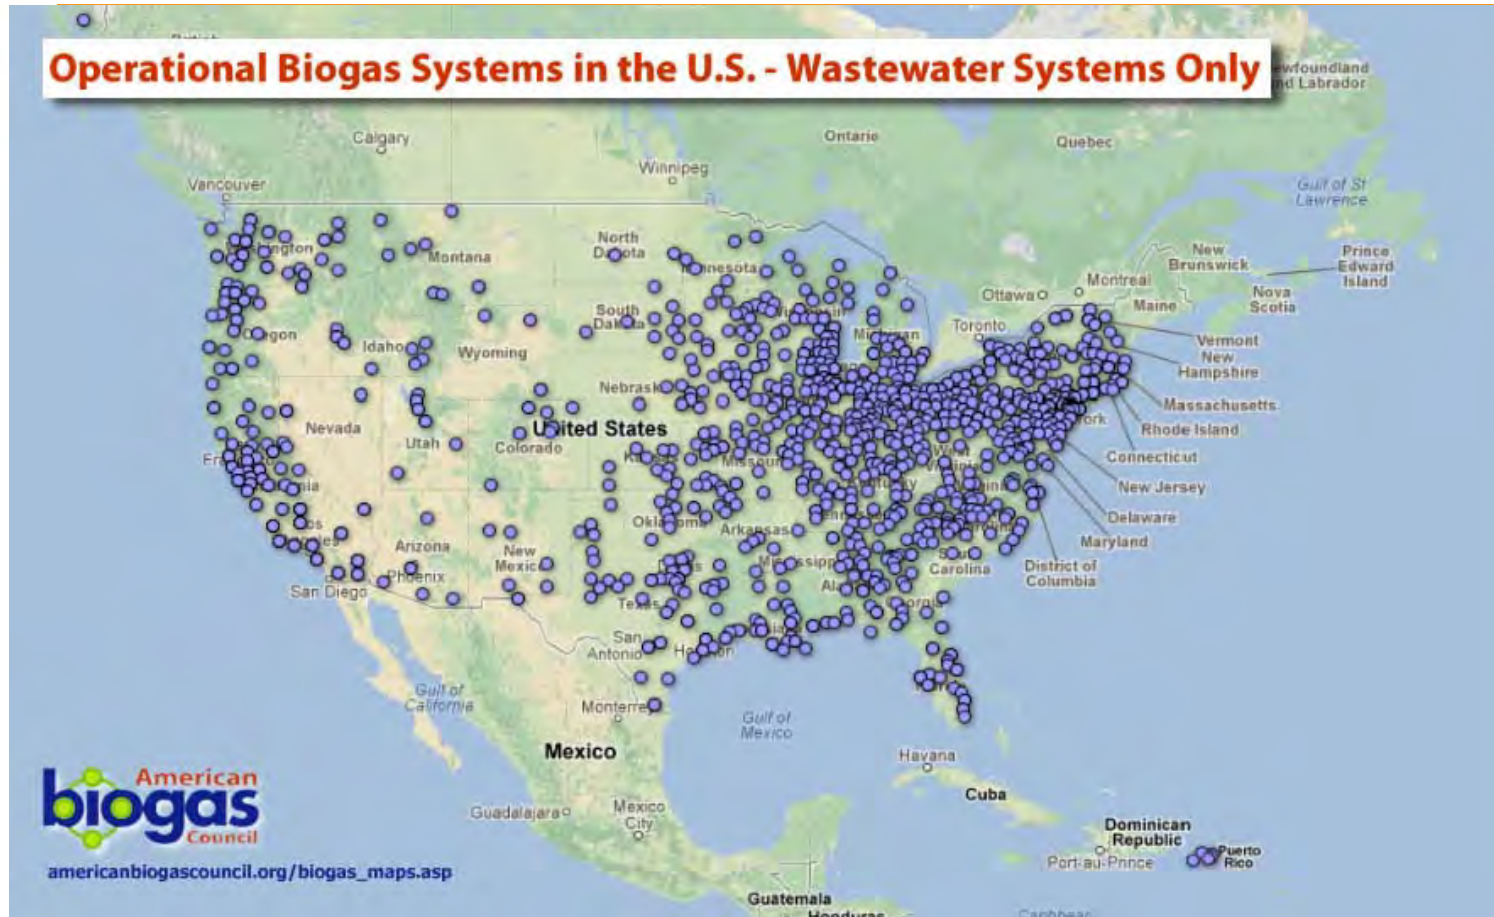 Operational Biogas Systems in the U.S. - Wastewater Systems Only
Calgary
Ontario
Quebec
Winnipeg
Vancouver
Gulf of St
Lawrence
North
Dakota
Montana
New
Brunswick
Prince
Edward
Island
Montreal
Ottawa
Maine
Nova
Scotia
South
Toronto
Vermont
Idaho
Wyoming
New
Hampshire
Massachusetts
Rhode Island
Nevada
United States
Utah
Colorado
Connecticut
New Jersey
Delaware
Maryland
Arkansas
Arizona
New
Mexico
South
Carolina
District of
Columbia
Phoenix
San Diego
San
Antonio
Gulf of
California
Monterrey
Gulf of
Mexico
Mexico
Havana
Cuba
American
biogas
Council
Guadalajara
Mexico
City
Dominican
Republic
Port-au-Prince
Puerto
Rico
americanbiogascouncil.org/biogas_maps.asp
Guatemala
Honduras
Caribbean